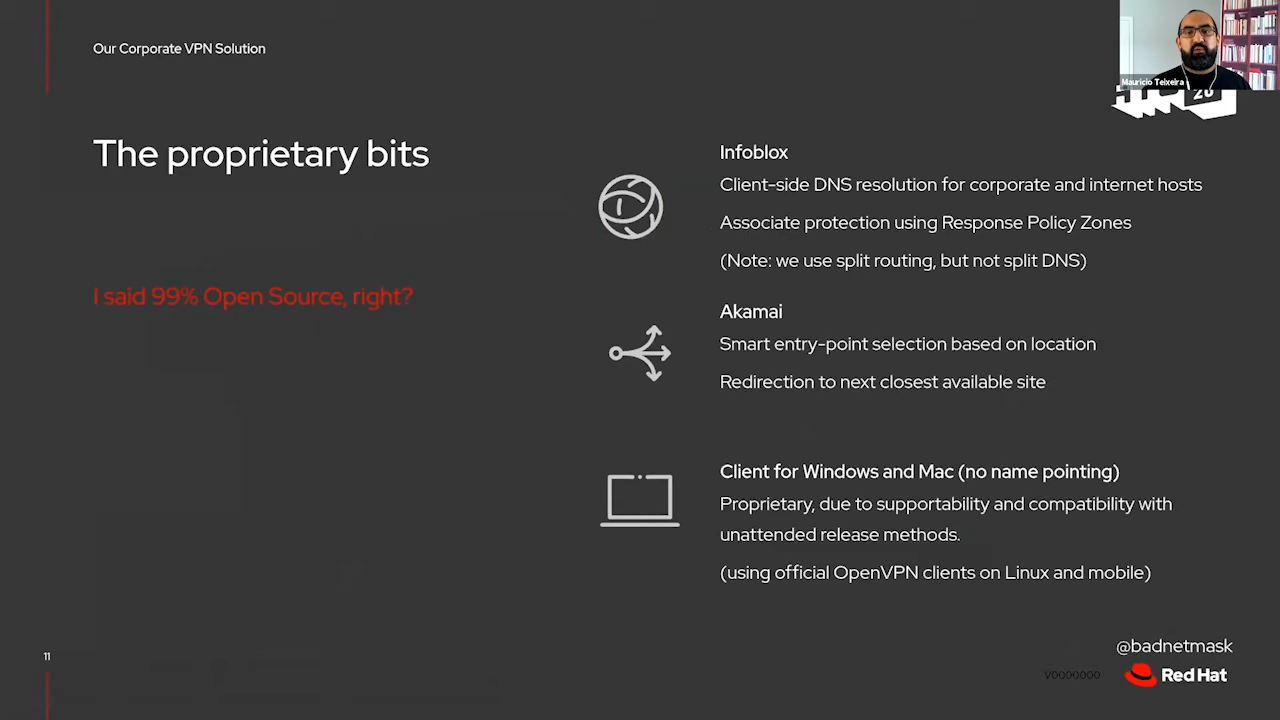 Our Corporate VPN Solution
Mauricio Teixeira
20
The proprietary bits
I said 99% Open Source, right?
Infoblox
Client-side DNS resolution for corporate and internet hosts
Associate protection using Response Policy Zones
(Note: we use split routing, but not split DNS)
Akamai
Smart entry-point selection based on location
Redirection to next closest available site
Client for Windows and Mac (no name pointing)
Proprietary, due to supportability and compatibility with
unattended release methods.
(using official OpenVPN clients on Linux and mobile)
@badnetmask
11
V0000000
Red Hat